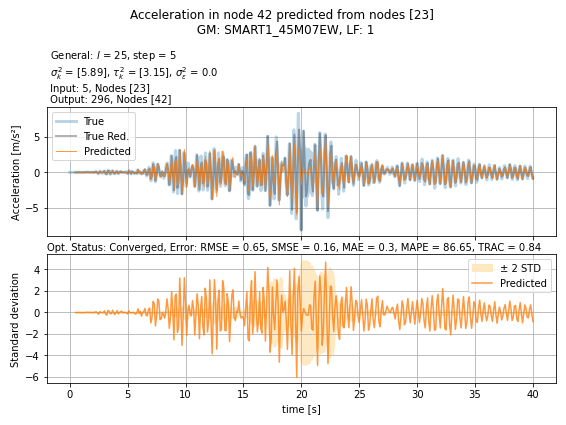 Acceleration in node 42 predicted from nodes [23]
GM: SMART1_45M07EW, LF: 1
General: l = 25, step = 5
σ²ₖ = [5.89], τ²ₖ = [3.15], σ²ε = 0.0
Input: 5, Nodes [23]
Output: 296, Nodes [42]
True
True Red.
Predicted
Acceleration [m/s²]
5
0
−5
Opt. Status: Converged, Error: RMSE = 0.65, SMSE = 0.16, MAE = 0.3, MAPE = 86.65, TRAC = 0.84
± 2 STD
Predicted
Standard deviation
4
2
0
−2
−4
−6
0 5 10 15 20 25 30 35 40
time [s]